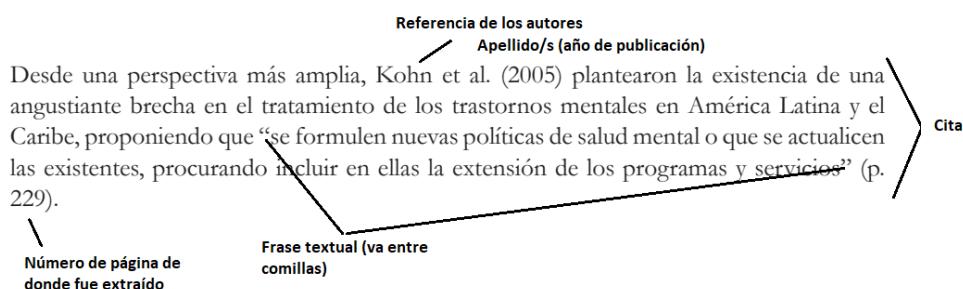 Referencia de los autores
Apellido/s (año de publicación)
Desde una perspectiva más amplia, Kohn et al. (2005) plantearon la existencia de una
angustiante brecha en el tratamiento de los trastornos mentales en América Latina y el
Caribe, proponiendo que “se formulen nuevas políticas de salud mental o que se actualicen
las existentes, procurando incluir en ellas la extensión de los programas y servicios” (p.
229).
Cita
Frase textual (va entre
comillas)
Número de página de
donde fue extraído